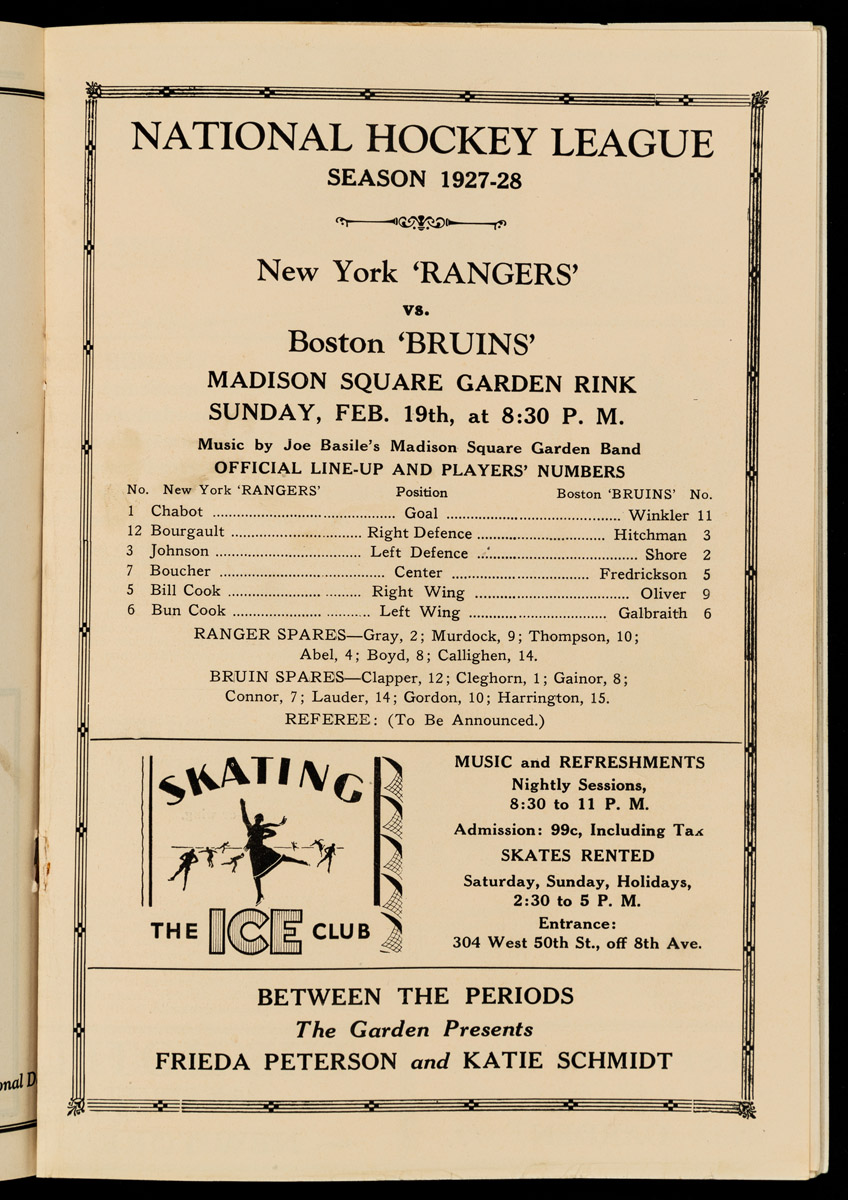 NATIONAL HOCKEY LEAGUE
SEASON 1927-28
New York ‘RANGERS’
vs.
Boston ‘BRUINS’
MADISON SQUARE GARDEN RINK
SUNDAY, FEB. 19th, at 8:30 P. M.
Music by Joe Basile's Madison Square Garden Band
OFFICIAL LINE-UP AND PLAYERS' NUMBERS
No. New York ‘RANGERS’ Position Boston ‘BRUINS’ No.
1 Chabot ........ Goal ........ Winkler 11
12 Bourgault ........ Right Defence ........ Hitchman 3
3 Johnson ........ Left Defence ........ Shore 2
7 Boucher ........ Center ........ Fredrickson 5
5 Bill Cook ........ Right Wing ........ Oliver 9
6 Bun Cook ........ Left Wing ........ Galbraith 6
RANGER SPARES—Gray, 2; Murdock, 9; Thompson, 10;
Abel, 4; Boyd, 8; Callighen, 14.
BRUIN SPARES—Clapper, 12; Cleghorn, 1; Gainor, 8;
Connor, 7; Lauder, 14; Gordon, 10; Harrington, 15.
REFEREE: (To Be Announced.)
SKATING
THE ICE CLUB
MUSIC and REFRESHMENTS
Nightly Sessions,
8:30 to 11 P. M.
Admission: 99c, Including Tax
SKATES RENTED
Saturday, Sunday, Holidays,
2:30 to 5 P. M.
Entrance:
304 West 50th St., off 8th Ave.
BETWEEN THE PERIODS
The Garden Presents
FRIEDA PETERSON and KATIE SCHMIDT